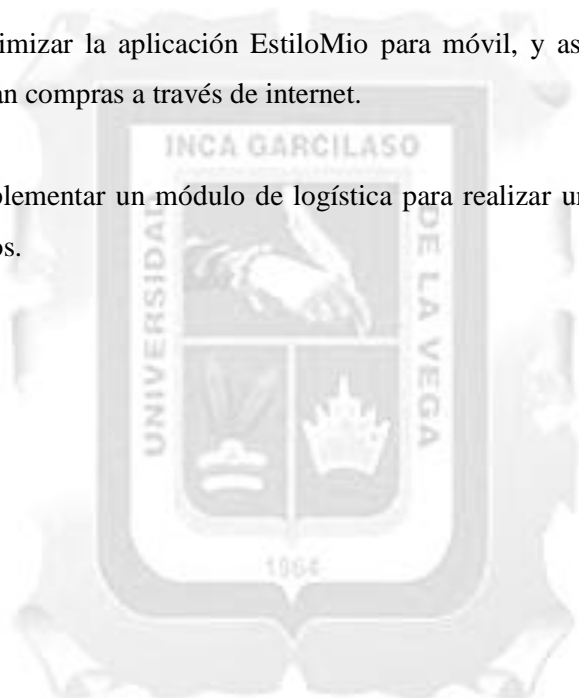 imizar la aplicación EstiloMio para móvil, y as
an compras a través de internet.
INCA GARCILASO
plementar un módulo de logística para realizar un
os.
UNIVERSIDAD
DE LA VEGA
1964